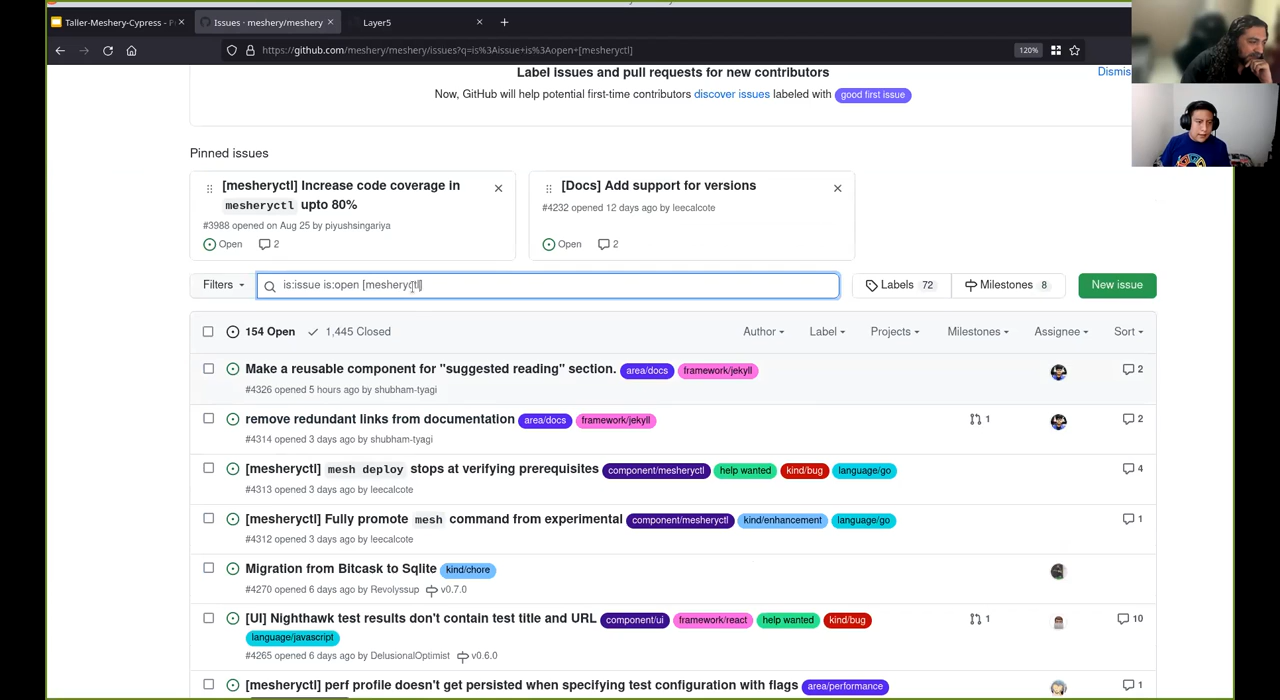 Taller-Meshery-Cypress - P
Issues · meshery/meshery
Layer5
https://github.com/meshery/meshery/issues?q=is%3Aissue+is%3Aopen+[mesheryctl]
120%
Label issues and pull requests for new contributors
Dismis
Now, GitHub will help potential first-time contributors discover issues labeled with good first issue
Pinned issues
[mesheryctl] Increase code coverage in
mesheryctl upto 80%
#3988 opened on Aug 25 by piyushsingariya
Open 2
[Docs] Add support for versions
#4232 opened 12 days ago by leecalcote
Open 2
Filters
is:issue is:open [mesheryctl]
Labels 72
Milestones 8
New issue
154 Open 1,445 Closed
Author Label Projects Milestones Assignee Sort
Make a reusable component for "suggested reading" section. area/docs framework/jekyll 2
#4326 opened 5 hours ago by shubham-tyagi
remove redundant links from documentation area/docs framework/jekyll 1 2
#4314 opened 3 days ago by shubham-tyagi
[mesheryctl] mesh deploy stops at verifying prerequisites component/mesheryctl help wanted kind/bug language/go 4
#4313 opened 3 days ago by leecalcote
[mesheryctl] Fully promote mesh command from experimental component/mesheryctl kind/enhancement language/go 1
#4312 opened 3 days ago by leecalcote
Migration from Bitcask to Sqlite kind/chore
#4270 opened 6 days ago by Revolyssup v0.7.0
[UI] Nighthawk test results don't contain test title and URL component/ui framework/react help wanted kind/bug 1 10
language/javascript
#4265 opened 6 days ago by DelusionalOptimist v0.6.0
[mesheryctl] perf profile doesn't get persisted when specifying test configuration with flags area/performance 1